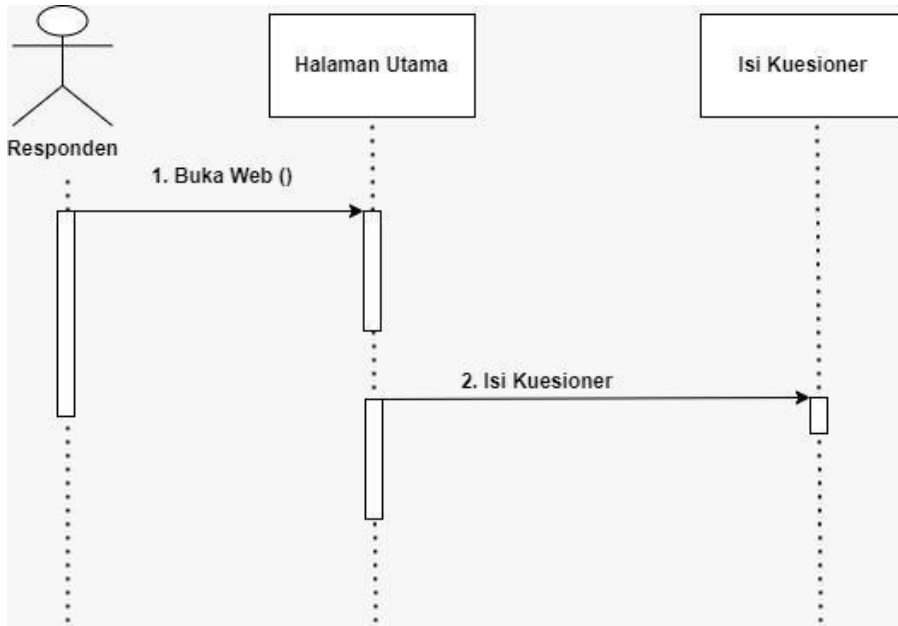 Halaman Utama
Isi Kuesioner
Responden
1. Buka Web ()
2. Isi Kuesioner